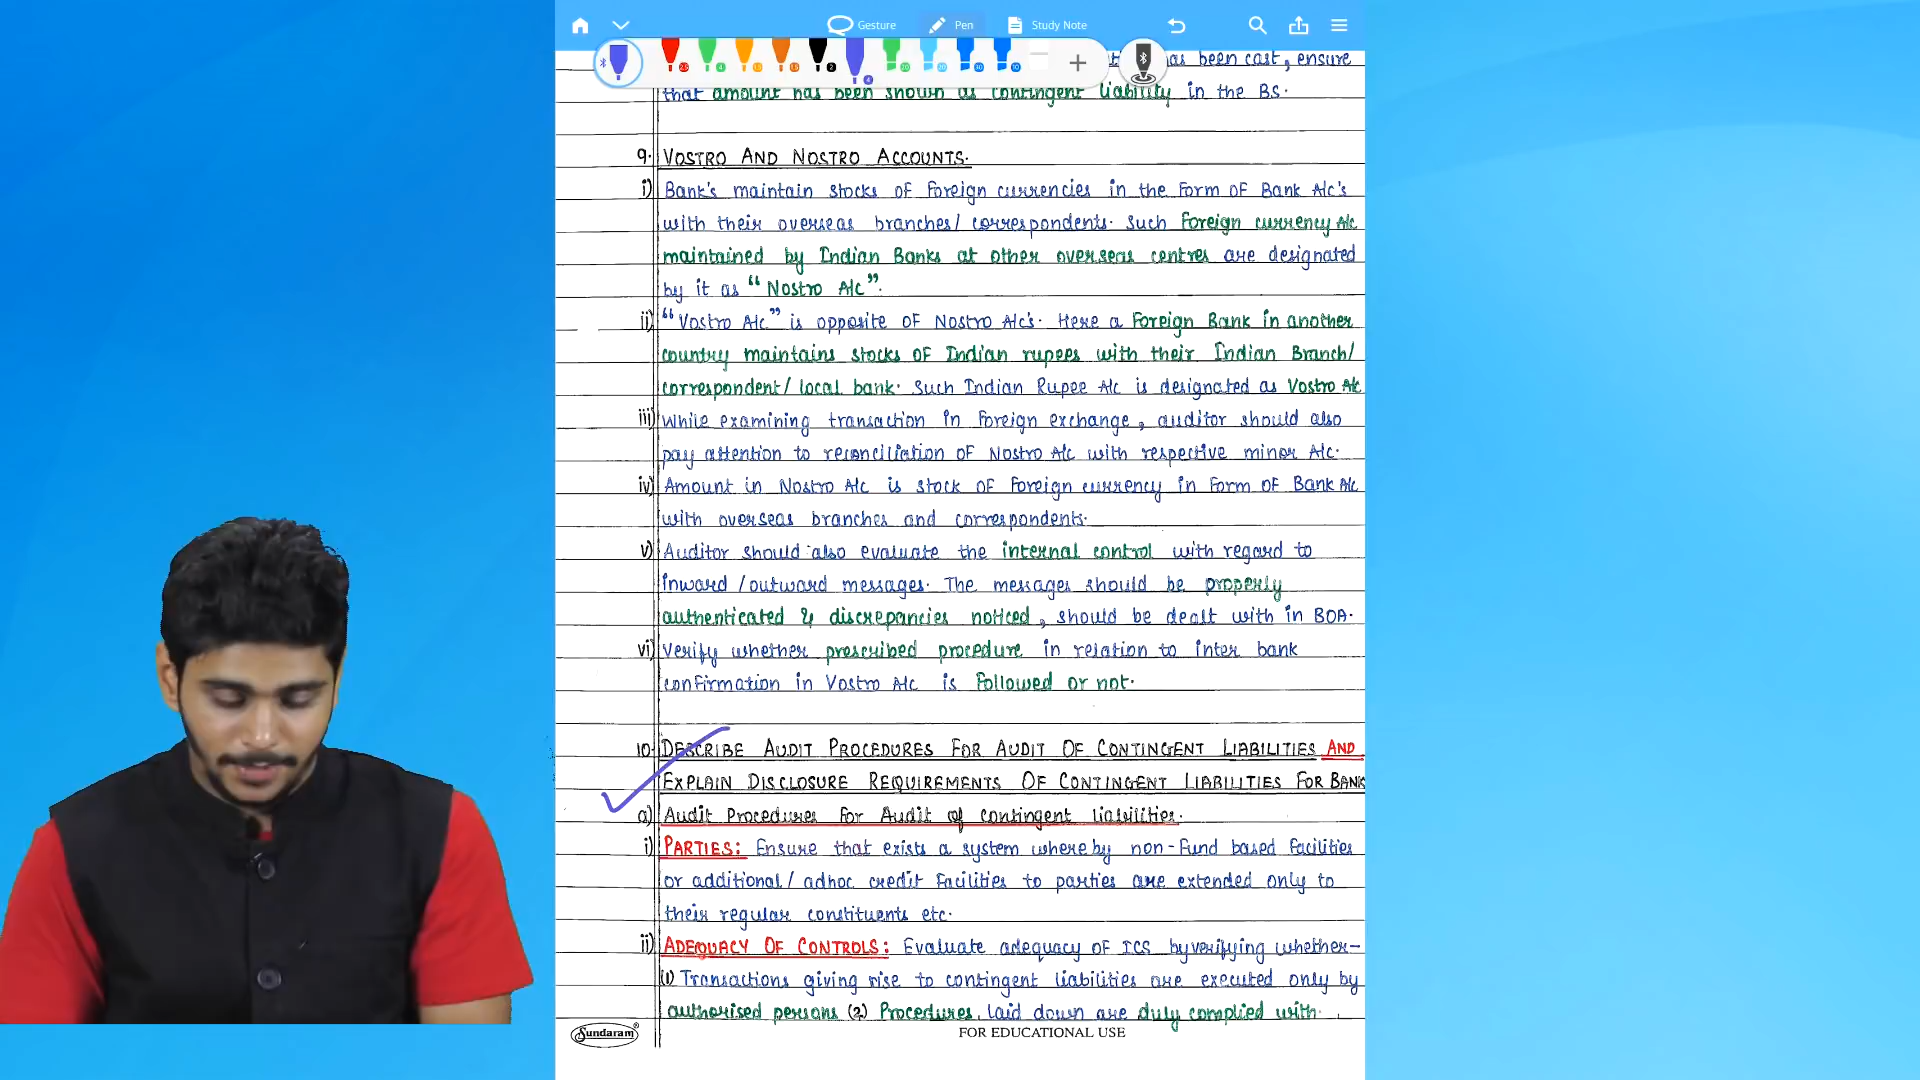 Gesture Pen Study Note
has been cast, ensure
that amount has been shown as contingent liability in the BS.
9. VOSTRO AND NOSTRO ACCOUNTS.
i) Bank's maintain stocks of Foreign currencies in the Form OF Bank A/c's
with their overseas branches/ correspondents. Such Foreign currency A/c
maintained by Indian Banks at other overseas centres are designated
by it as "Nostro A/c".
ii) "Vostro A/c" is opposite OF Nostro A/c's. Here a Foreign Bank in another
country maintains stocks OF Indian rupees with their Indian Branch/
correspondent/ local bank. Such Indian Rupee A/c is designated as Vostro A/c
iii) While examining transaction in Foreign exchange, auditor should also
pay attention to reconciliation OF Nostro A/c with respective minor A/c.
iv) Amount in Nostro A/c is stock OF Foreign currency in Form OF Bank A/c
with overseas branches and correspondents.
v) Auditor should also evaluate the internal control with regard to
inward /outward messages. The messages should be properly
authenticated & discrepancies noticed, should be dealt with in BOA.
vi) Verify whether prescribed procedure in relation to inter bank
confirmation in Vostro A/c is Followed or not.
10. DESCRIBE AUDIT PROCEDURES FOR AUDIT OF CONTINGENT LIABILITIES AND
EXPLAIN DISCLOSURE REQUIREMENTS OF CONTINGENT LIABILITIES FOR BANK
a) Audit Procedures For Audit of contingent liabilities.
i) PARTIES: Ensure that exists a system whereby non-Fund based Facilities
or additional/ adhoc credit Facilities to parties are extended only to
their regular constituents etc.
ii) ADEQUACY OF CONTROLS: Evaluate adequacy OF ICS by verifying whether-
(1) Transactions giving rise to contingent liabilities are executed only by
authorised persons (2) Procedures laid down are duly complied with.
Sundaram®
FOR EDUCATIONAL USE